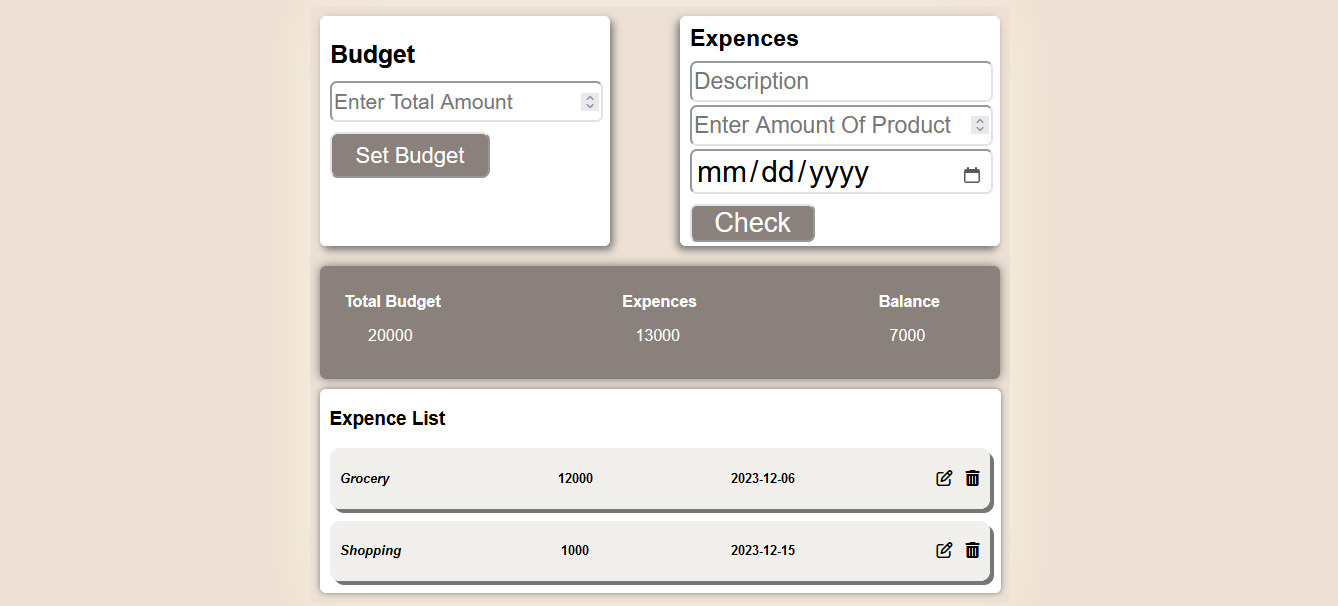 Budget
Enter Total Amount
Set Budget
Expences
Description
Enter Amount Of Product
mm/dd/yyyy
Check
Total Budget Expences Balance
20000 13000 7000
Expence List
Grocery 12000 2023-12-06
Shopping 1000 2023-12-15